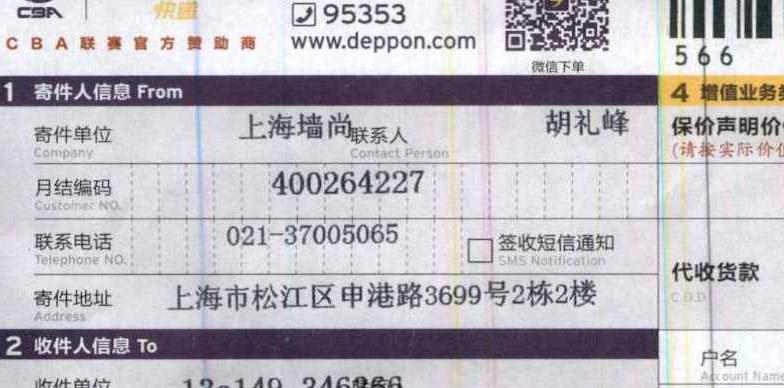 CBA 快递 95353
CBA联赛官方赞助商 www.deppon.com
微信下单
566
1 寄件人信息 From
4 增值业务
寄件单位 上海墙尚 联系人 胡礼峰
Company Contact Person
保价声明价
(请按实际价值
月结编码 400264227
Customer NO.
联系电话 021-37005065 签收短信通知
Telephone NO. SMS Notification
代收货款
C.O.D
寄件地址 上海市松江区申港路3699号2栋2楼
Address
2 收件人信息 To
户名
Account Name
收件单位